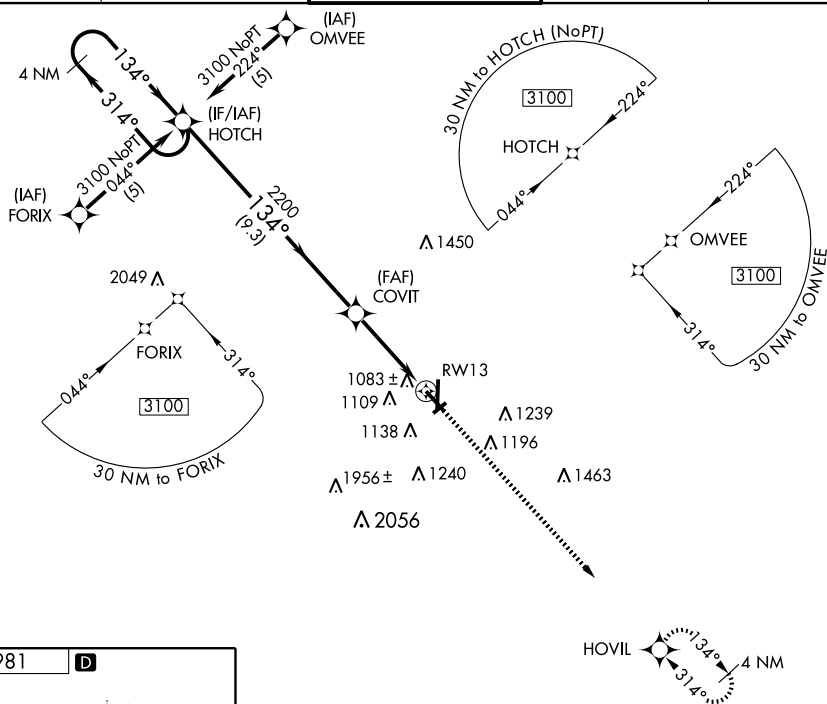 (IAF)
OMVEE
3100 NoPT
224°
(5)
4 NM
134°
314°
(IF/IAF)
HOTCH
3100 NoPT
044°
(5)
(IAF)
FORIX
2200
134°
(9.3)
30 NM to HOTCH (NoPT)
3100
224°
HOTCH
044°
1450
224°
OMVEE
3100
314°
30 NM to OMVEE
(FAF)
COVIT
2049
FORIX
044°
314°
3100
30 NM to FORIX
RW13
1083 ±
1109
1138
1239
1196
1956 ±
1240
1463
2056
HOVIL
134°
314°
4 NM
981
D